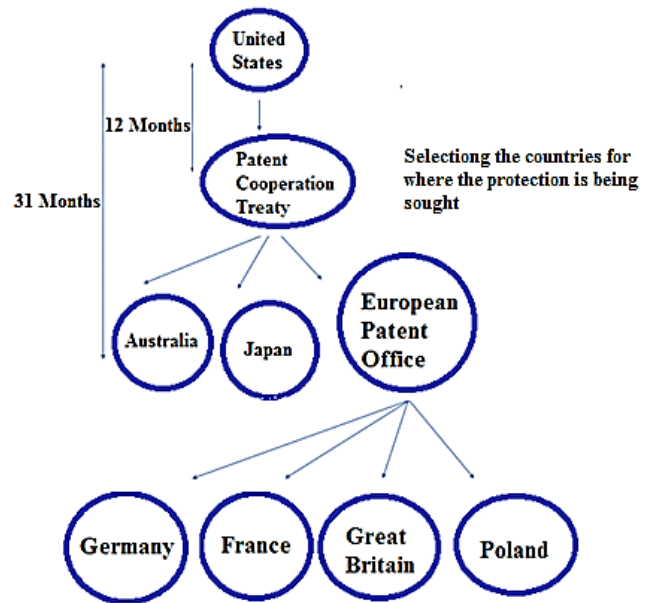 United
States
12 Months
Patent
Cooperation
Treaty
Selectiong the countries for
where the protection is being
sought
31 Months
European
Patent
Office
Australia
Japan
Germany
France
Great
Britain
Poland